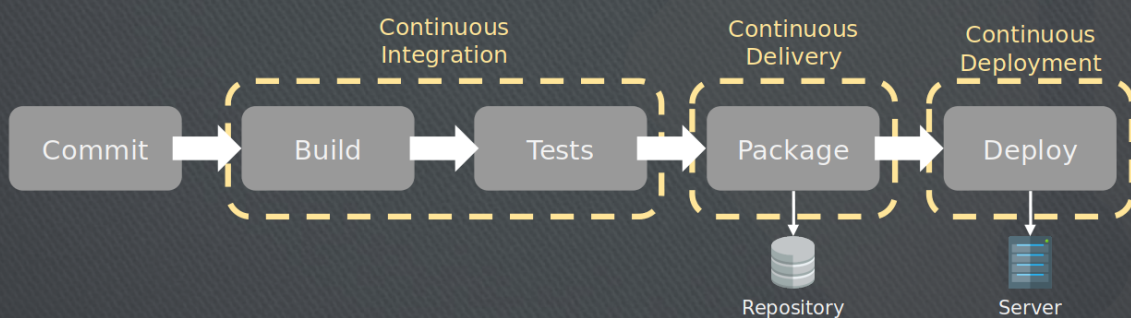 Continuous
Integration
Continuous
Delivery
Continuous
Deployment
Commit
Build
Tests
Package
Deploy
Repository
Server